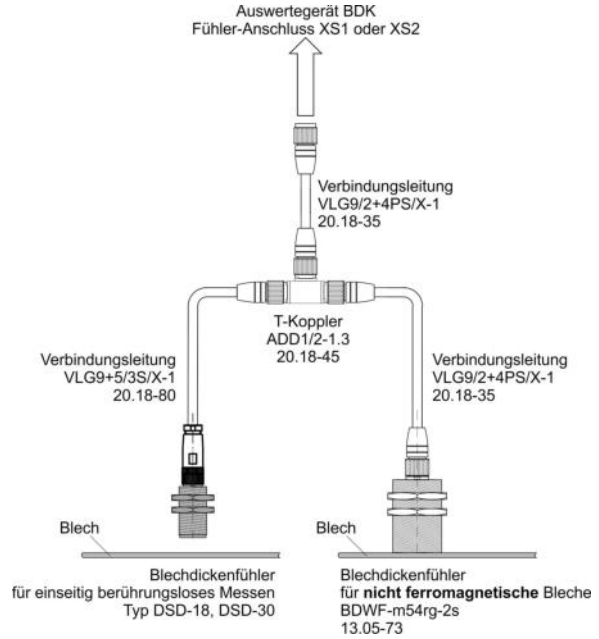 Auswertegerät BDK
Fühler-Anschluss XS1 oder XS2
Verbindungsleitung
VLG9/2+4PS/X-1
20.18-35
T-Koppler
ADD1/2-1.3
20.18-45
Verbindungsleitung
VLG9+5/3S/X-1
20.18-80
Verbindungsleitung
VLG9/2+4PS/X-1
20.18-35
Blech
Blechdickenfühler
für einseitig berührungsloses Messen
Typ DSD-18, DSD-30
Blech
Blechdickenfühler
für nicht ferromagnetische Bleche
BDWF-m54rg-2s
13.05-73